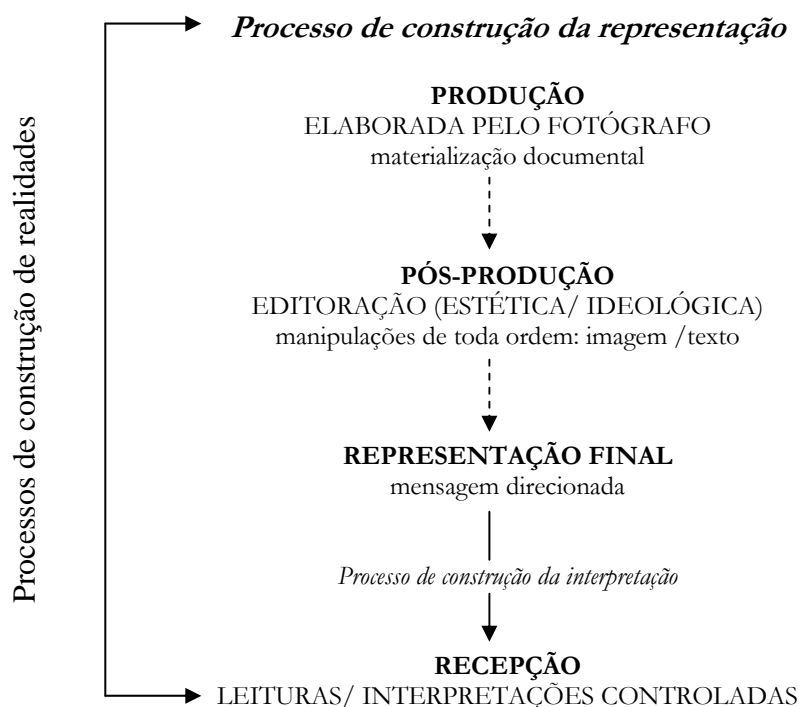 Processo de construção da representação
Processos de construção de realidades
PRODUÇÃO
ELABORADA PELO FOTÓGRAFO
materialização documental
PÓS-PRODUÇÃO
EDITORAÇÃO (ESTÉTICA/ IDEOLÓGICA)
manipulações de toda ordem: imagem /texto
REPRESENTAÇÃO FINAL
mensagem direcionada
Processo de construção da interpretação
RECEPÇÃO
LEITURAS/ INTERPRETAÇÕES CONTROLADAS